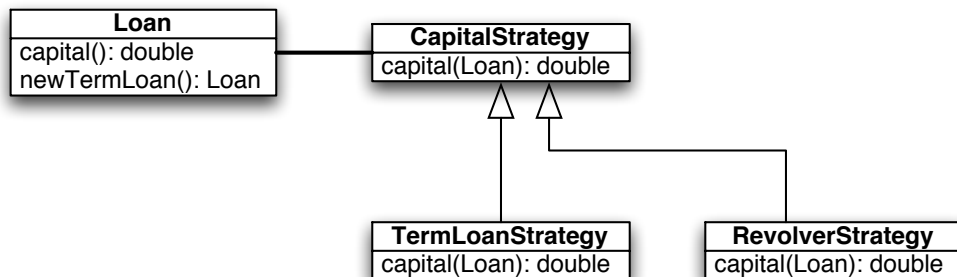 Loan
capital(): double
newTermLoan(): Loan
CapitalStrategy
capital(Loan): double
TermLoanStrategy
capital(Loan): double
RevolverStrategy
capital(Loan): double